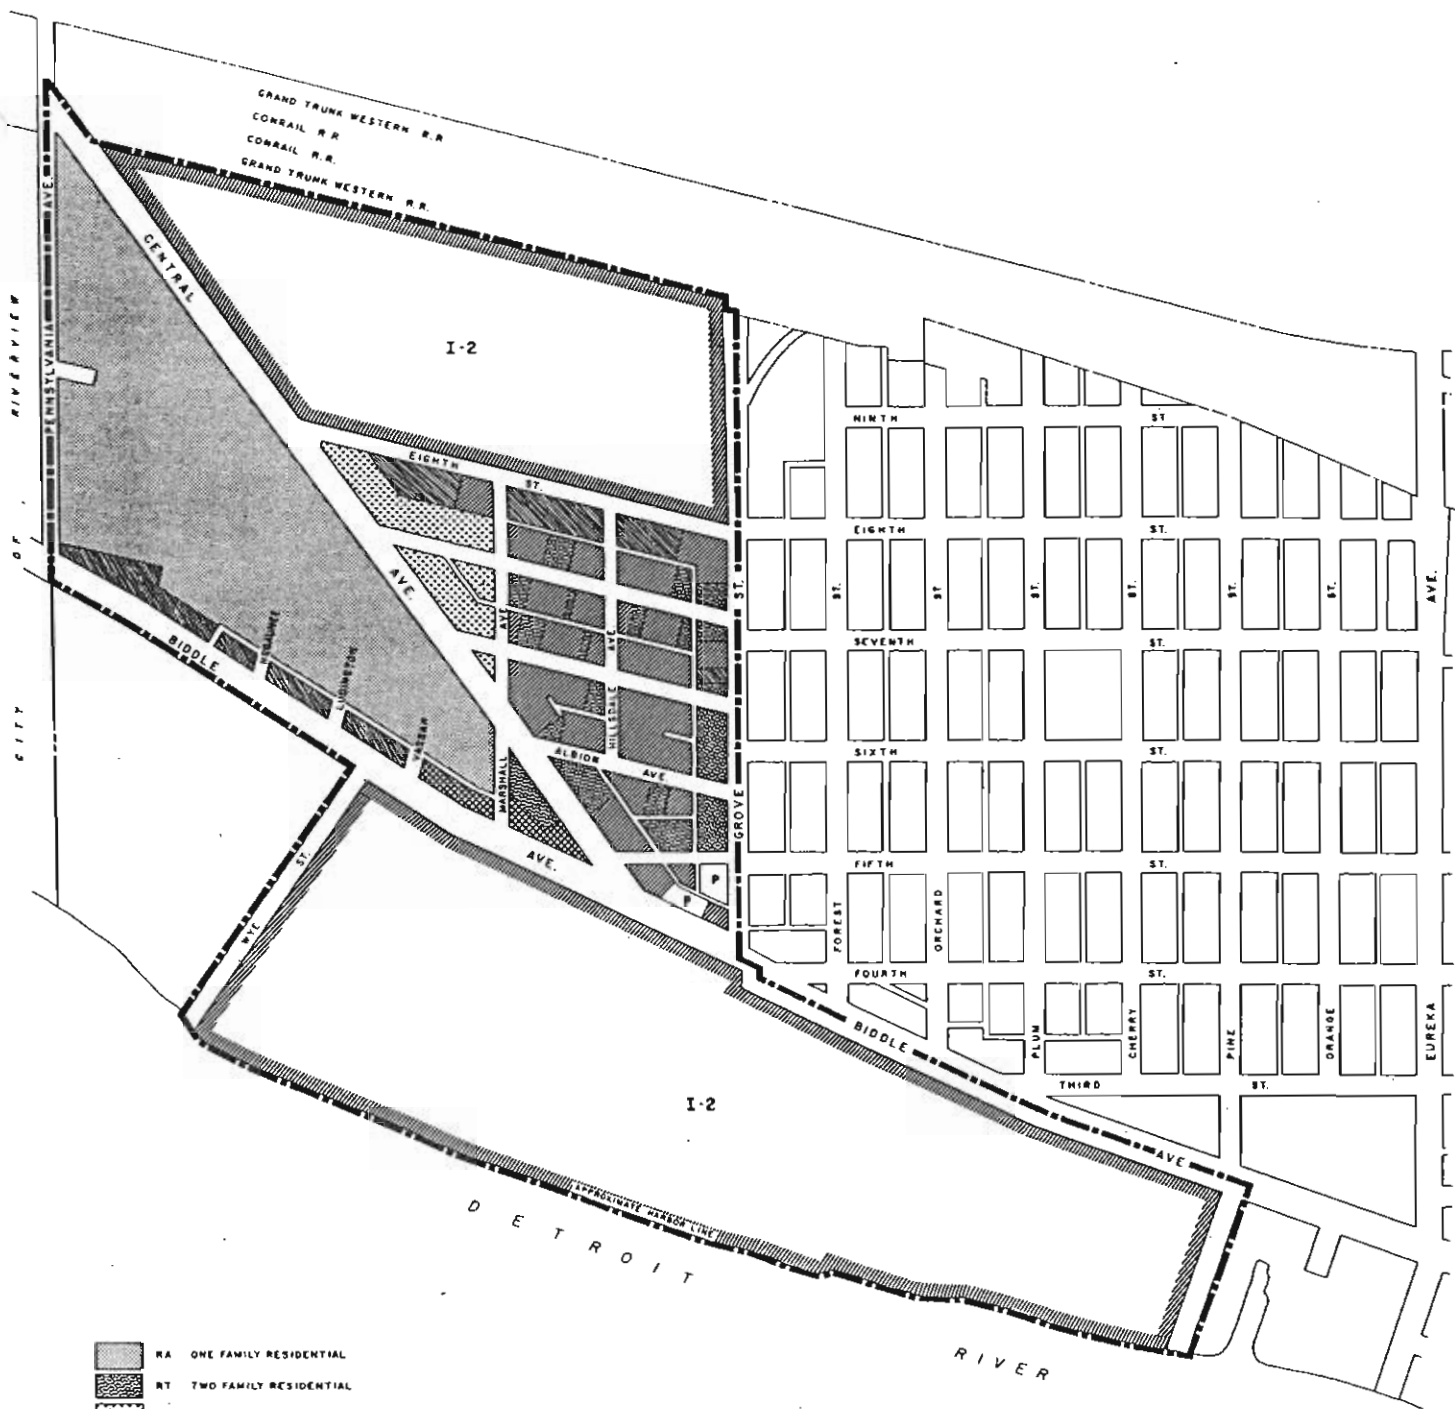 GRAND TRUNK WESTERN R.R
CONRAIL R.R
CONRAIL R.R.
GRAND TRUNK WESTERN R.R.
PENNSYLVANIA AVE.
CITY OF RIVERVIEW
CENTRAL AVE.
I-2
EIGHTH ST.
NINTH ST
EIGHTH ST.
SEVENTH ST.
SIXTH ST.
FIFTH ST.
FOURTH ST.
THIRD ST.
BIDDLE AVE.
LUDINGTON
VASSAR
MARSHALL AVE
HILLSDALE AVE
ALBION AVE.
GROVE ST.
P
P
WYE ST.
FOREST ST.
ORCHARD ST
PLUM ST.
CHERRY ST.
PINE ST.
ORANGE ST.
EUREKA AVE.
BIDDLE AVE
I-2
APPROXIMATE HARBOR LINE
DETROIT RIVER
RA ONE FAMILY RESIDENTIAL
RT TWO FAMILY RESIDENTIAL